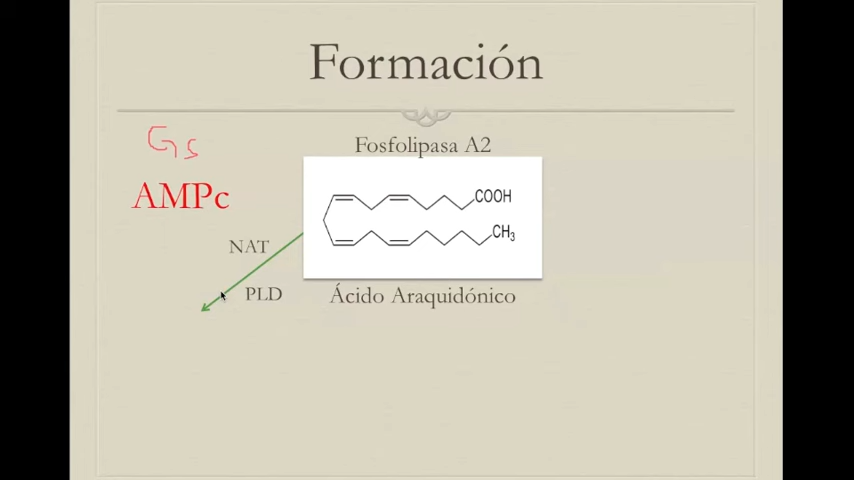 Formación
Gs
Fosfolipasa A2
AMPc
COOH
CH3
NAT
PLD
Ácido Araquidónico